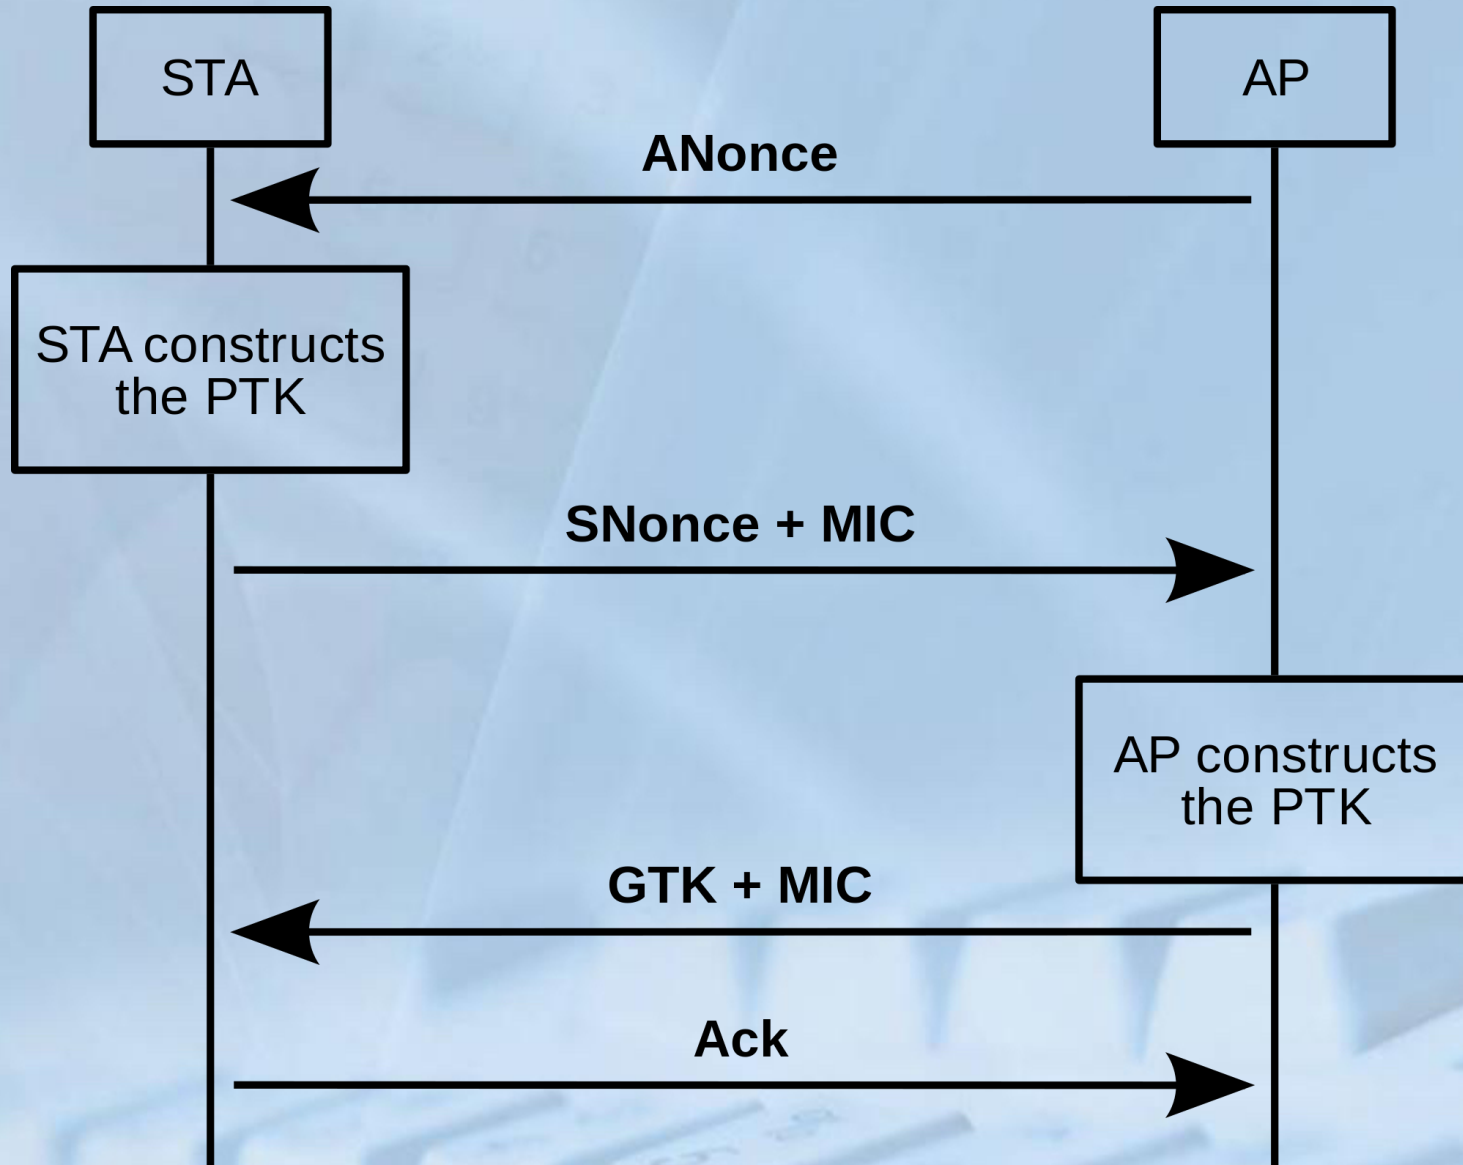 STA
AP
ANonce
STA constructs
the PTK
SNonce + MIC
AP constructs
the PTK
GTK + MIC
Ack